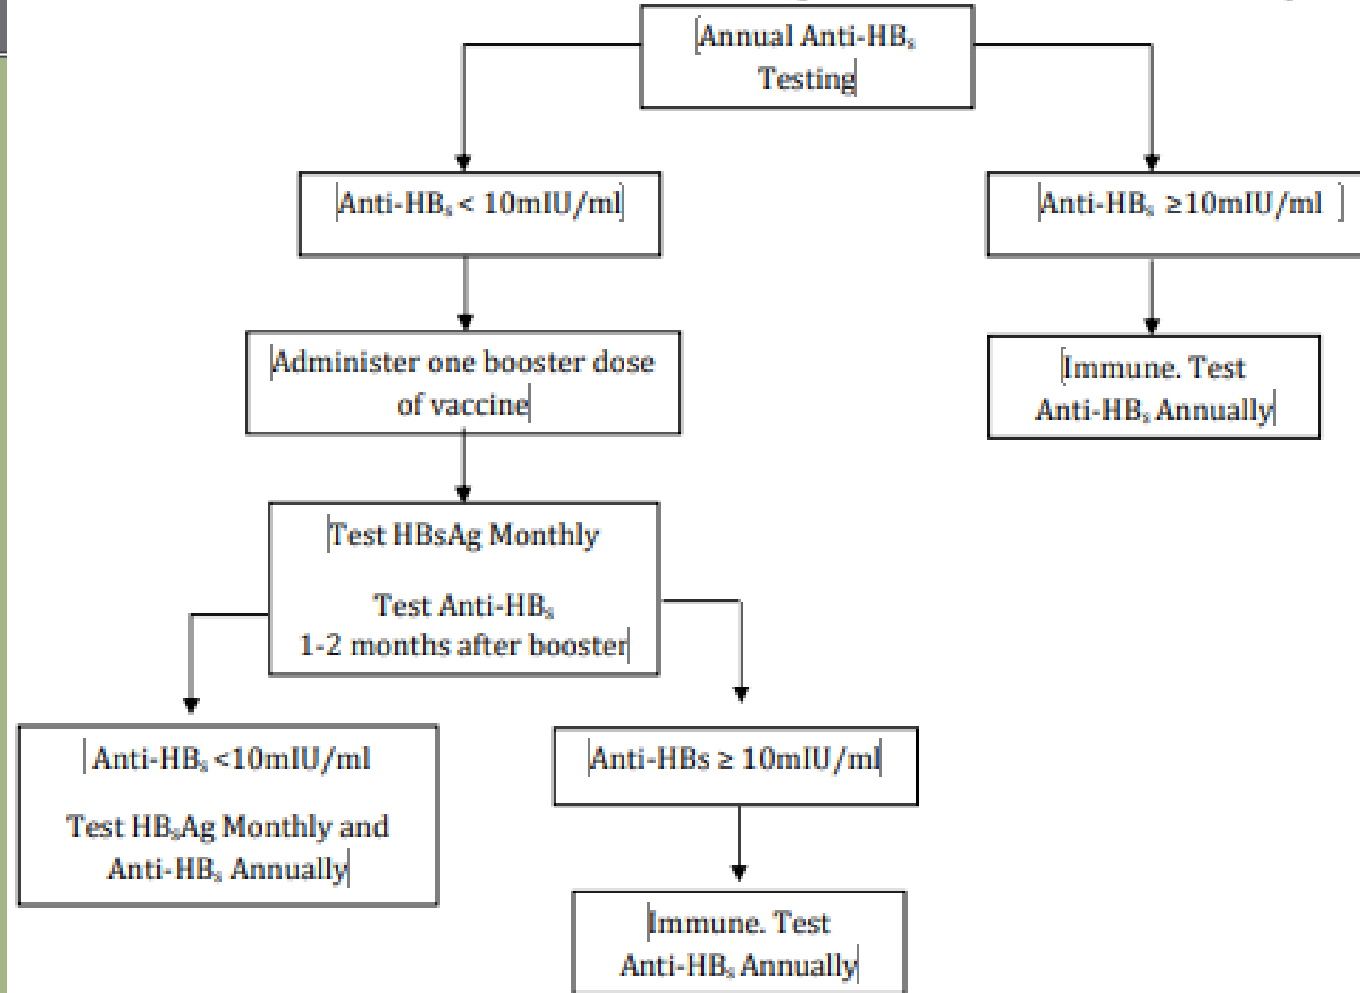 Annual Anti-HBs
Testing
Anti-HBs < 10mIU/ml
Anti-HBs ≥10mIU/ml
Administer one booster dose
of vaccine
Immune. Test
Anti-HBs Annually
Test HBsAg Monthly
Test Anti-HBs
1-2 months after booster
Anti-HBs <10mIU/ml
Test HBsAg Monthly and
Anti-HBs Annually
Anti-HBs ≥ 10mIU/ml
Immune. Test
Anti-HBs Annually